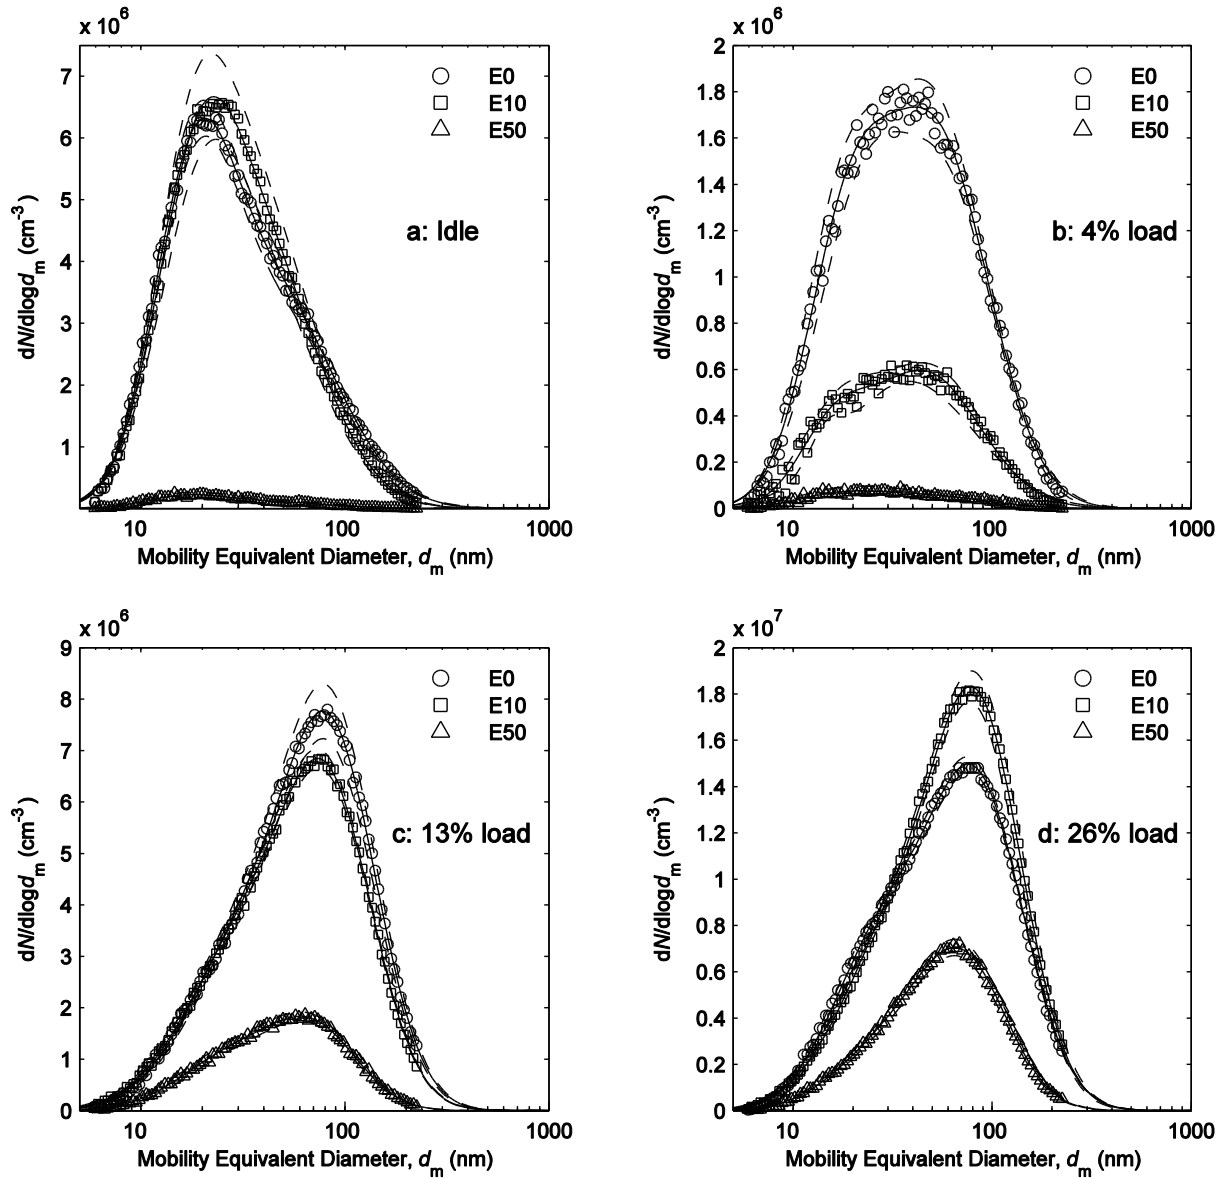 x 10^6
7
6
5
4
3
2
1
E0
E10
E50
a: Idle
dN/dlogd_m (cm^-3)
10 100 1000
Mobility Equivalent Diameter, d_m (nm)
x 10^6
2
1.8
1.6
1.4
1.2
1
0.8
0.6
0.4
0.2
0
E0
E10
E50
b: 4% load
dN/dlogd_m (cm^-3)
10 100 1000
Mobility Equivalent Diameter, d_m (nm)
x 10^6
9
8
7
6
5
4
3
2
1
0
E0
E10
E50
c: 13% load
dN/dlogd_m (cm^-3)
10 100 1000
Mobility Equivalent Diameter, d_m (nm)
x 10^7
2
1.8
1.6
1.4
1.2
1
0.8
0.6
0.4
0.2
0
E0
E10
E50
d: 26% load
dN/dlogd_m (cm^-3)
10 100 1000
Mobility Equivalent Diameter, d_m (nm)